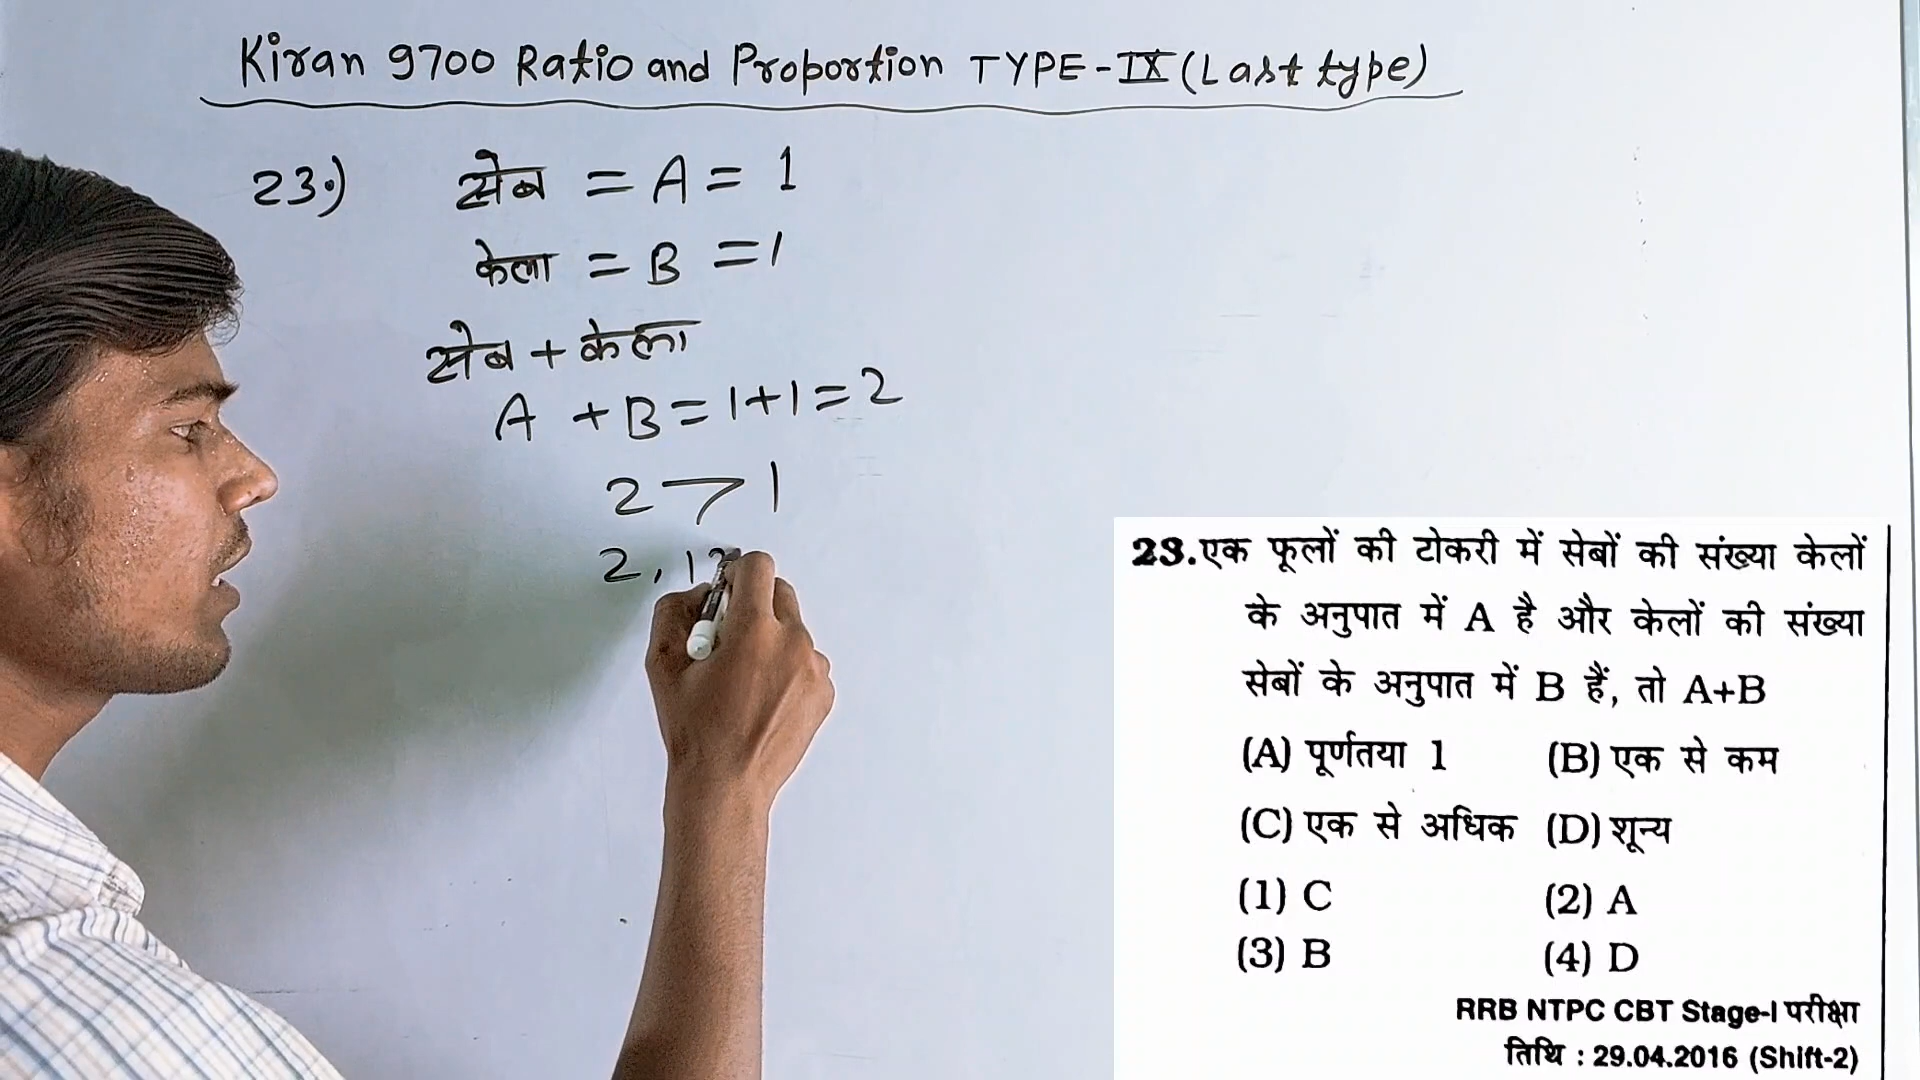 Kiran 9700 Ratio and Proportion TYPE-IX (Last type)
23.) सेब = A = 1
केला = B = 1
सेब + केला
A + B = 1+1 = 2
2 > 1
2, 1
23. एक फूलों की टोकरी में सेबों की संख्या केलों
के अनुपात में A है और केलों की संख्या
सेबों के अनुपात में B हैं, तो A+B
(A) पूर्णतया 1 (B) एक से कम
(C) एक से अधिक (D) शून्य
(1) C (2) A
(3) B (4) D
RRB NTPC CBT Stage-I परीक्षा
तिथि : 29.04.2016 (Shift-2)